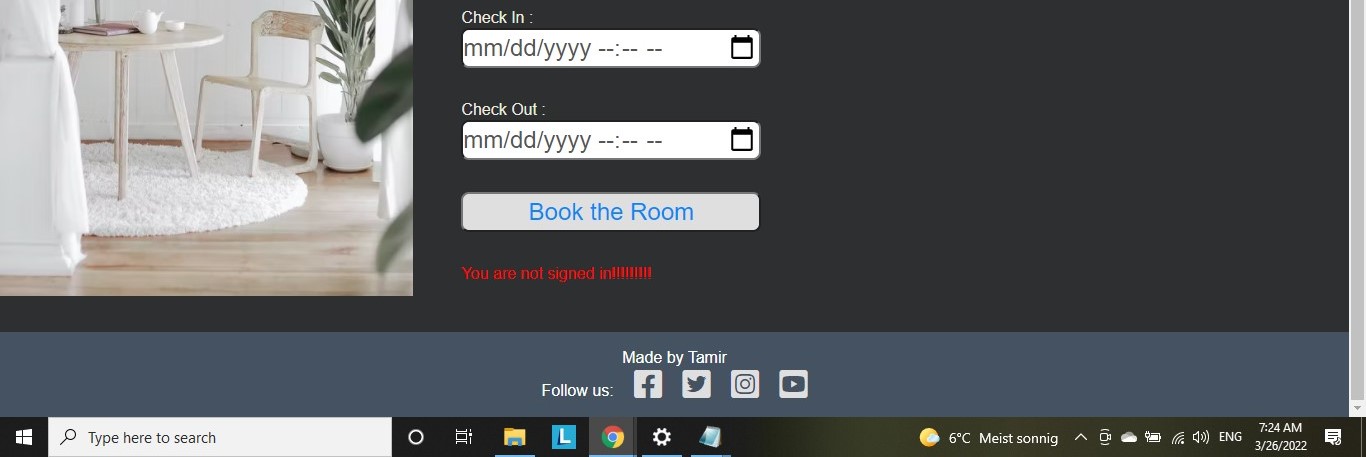 Check In :
mm/dd/yyyy --:-- --
Check Out :
mm/dd/yyyy --:-- --
Book the Room
You are not signed in!!!!!!!!!
Made by Tamir
Follow us:
Type here to search
L
6°C Meist sonnig
ENG
7:24 AM
3/26/2022